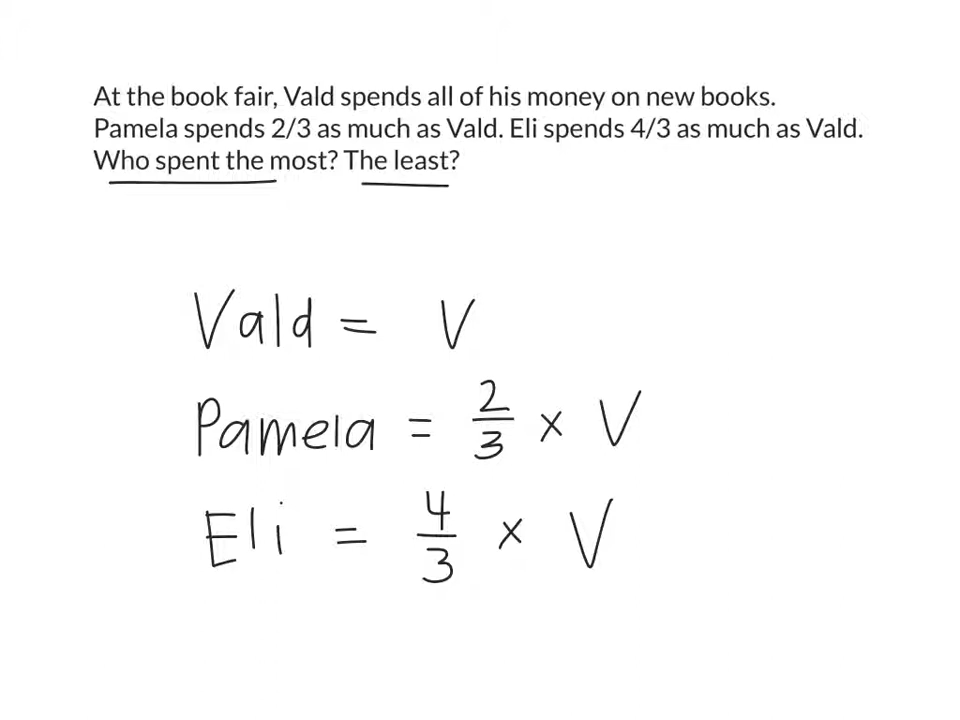 At the book fair, Vald spends all of his money on new books.
Pamela spends 2/3 as much as Vald. Eli spends 4/3 as much as Vald.
Who spent the most? The least?
Vald = V
Pamela = 2/3 × V
Eli = 4/3 × V